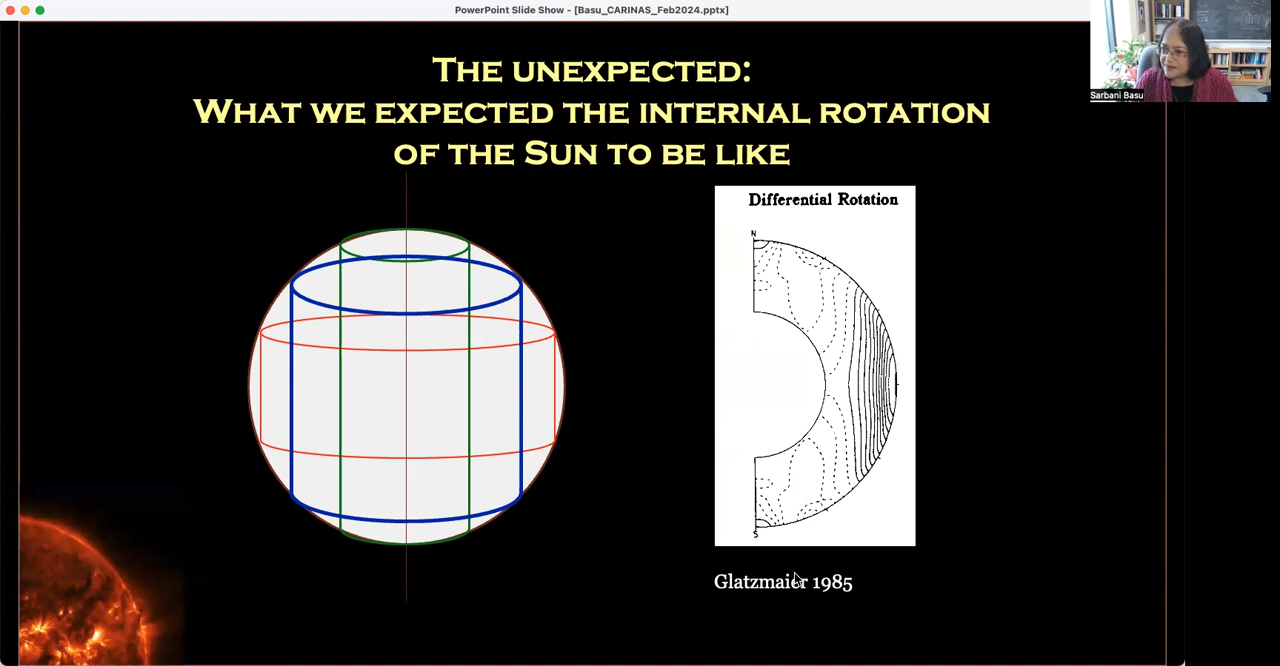 PowerPoint Slide Show - [Basu_CARINAS_Feb2024.pptx]
Sarbani Basu
The unexpected:
What we expected the internal rotation
of the Sun to be like
Differential Rotation
N
S
Glatzmaier 1985